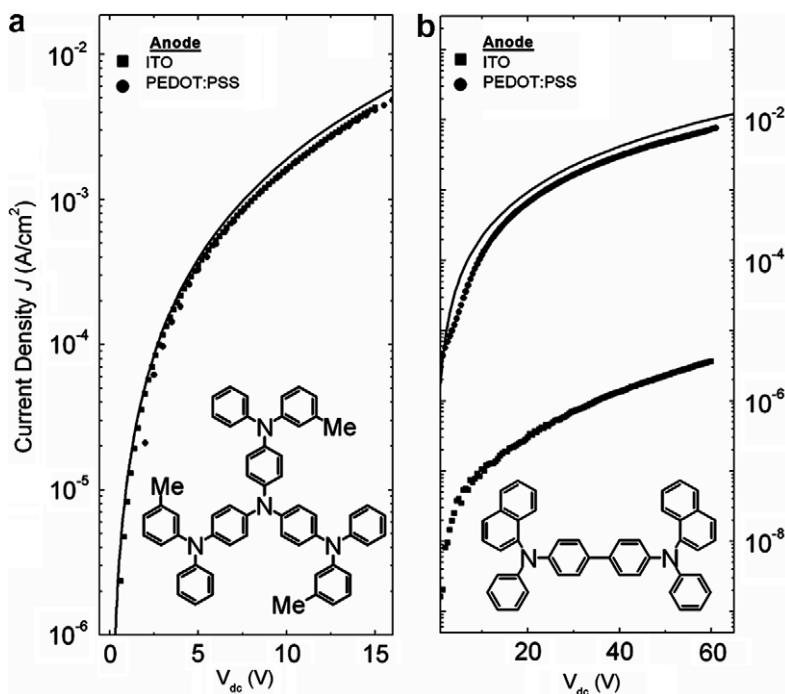 a
Anode
ITO
PEDOT:PSS
10⁻²
10⁻³
10⁻⁴
10⁻⁵
10⁻⁶
Current Density J (A/cm²)
N
Me
Me
N
N
N
Me
0
5
10
15
V_dc (V)
b
Anode
ITO
PEDOT:PSS
10⁻²
10⁻⁴
10⁻⁶
10⁻⁸
N
N
20
40
60
V_dc (V)